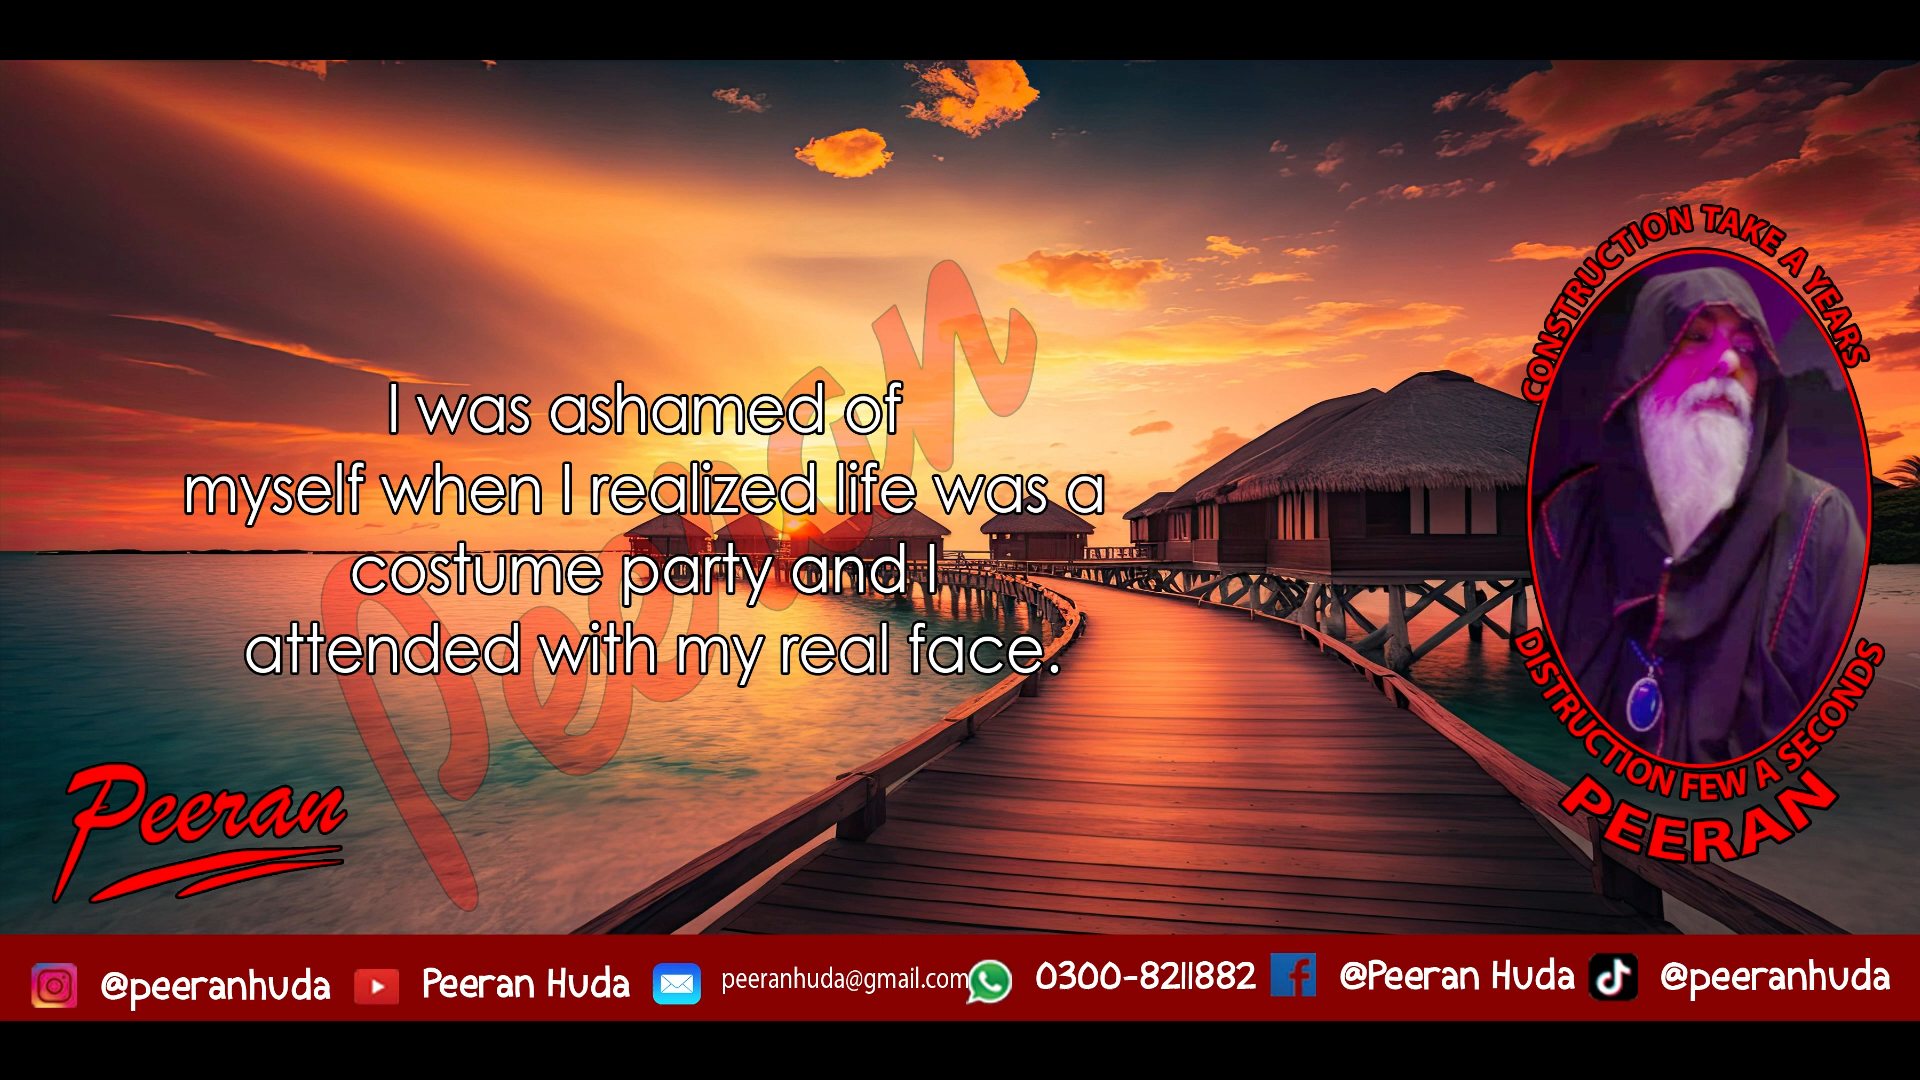 I was ashamed of
myself when I realized life was a
costume party and I
attended with my real face.
Peeran
Peeran
CONSTRUCTION TAKE A YEARS
DISTRUCTION FEW A SECONDS
PEERAN
@peeranhuda
Peeran Huda
peeranhuda@gmail.com
0300-8211882
@Peeran Huda
@peeranhuda